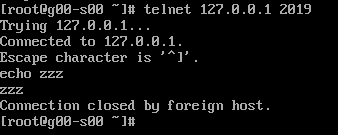 [root@g00-s00 ~]# telnet 127.0.0.1 2019
Trying 127.0.0.1...
Connected to 127.0.0.1.
Escape character is '^]'.
echo zzz
zzz
Connection closed by foreign host.
[root@g00-s00 ~]#